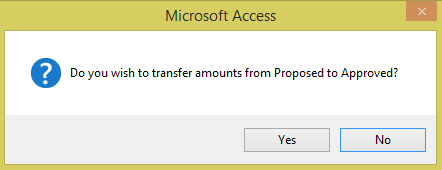 Microsoft Access
Do you wish to transfer amounts from Proposed to Approved?
Yes
No